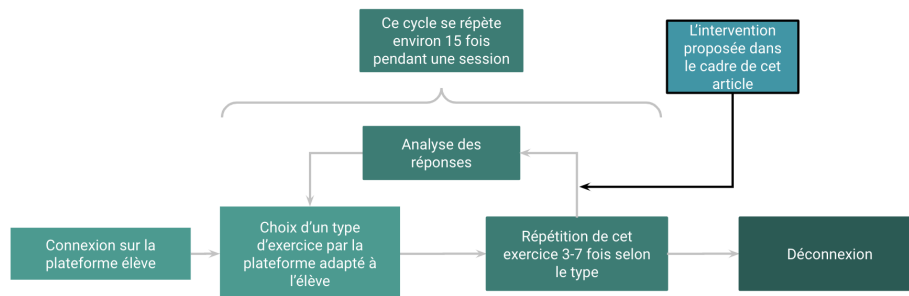 Ce cycle se répète
environ 15 fois
pendant une session
L'intervention
proposée dans
le cadre de cet
article
Analyse des
réponses
Connexion sur la
plateforme élève
Choix d'un type
d'exercice par la
plateforme adapté à
l'élève
Répétition de cet
exercice 3-7 fois selon
le type
Déconnexion